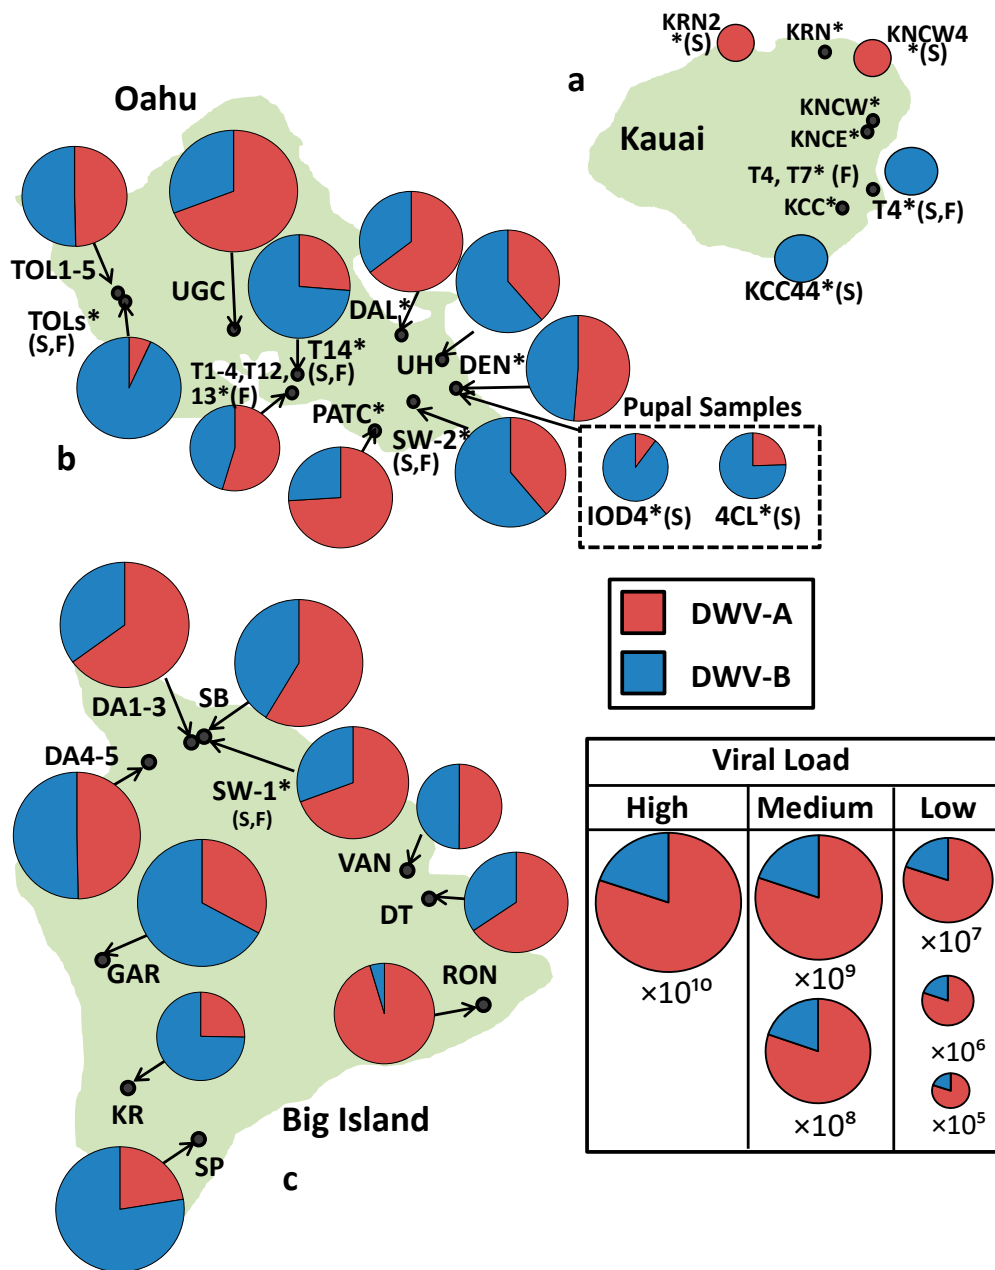 KRN2
*(S)
KRN*
KNCW4
*(S)
a
KNCW*
KNCE*
Kauai
T4, T7* (F)
KCC*
T4*(S,F)
KCC44*(S)
Oahu
TOL1-5
UGC
TOLs*
(S,F)
DAL*
T14*
(S,F)
UH
DEN*
T1-4,T12,
13*(F)
PATC*
SW-2*
(S,F)
b
Pupal Samples
IOD4*(S)
4CL*(S)
DWV-A
DWV-B
DA1-3
SB
DA4-5
SW-1*
(S,F)
VAN
DT
GAR
RON
KR
Big Island
SP
c
Viral Load
High
Medium
Low
×10¹⁰
×10⁹
×10⁸
×10⁷
×10⁶
×10⁵